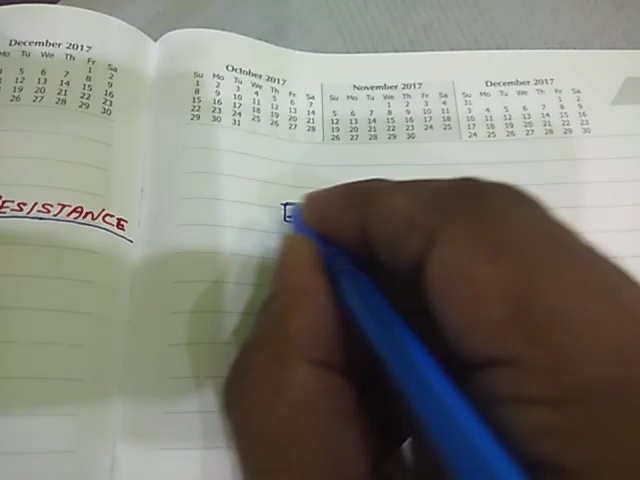 December 2017
Mo Tu We Th Fr Sa
1 2
5 6 7 8 9
12 13 14 15 16
19 20 21 22 23
26 27 28 29 30
October 2017
Su Mo Tu We Th Fr Sa
1 2 3 4 5 6 7
8 9 10 11 12 13 14
15 16 17 18 19 20 21
22 23 24 25 26 27 28
29 30 31
November 2017
Su Mo Tu We Th Fr Sa
1 2 3 4
5 6 7 8 9 10 11
12 13 14 15 16 17 18
19 20 21 22 23 24 25
26 27 28 29 30
December 2017
Su Mo Tu We Th Fr Sa
31 1 2
3 4 5 6 7 8 9
10 11 12 13 14 15 16
17 18 19 20 21 22 23
24 25 26 27 28 29 30
ESISTANCE
E